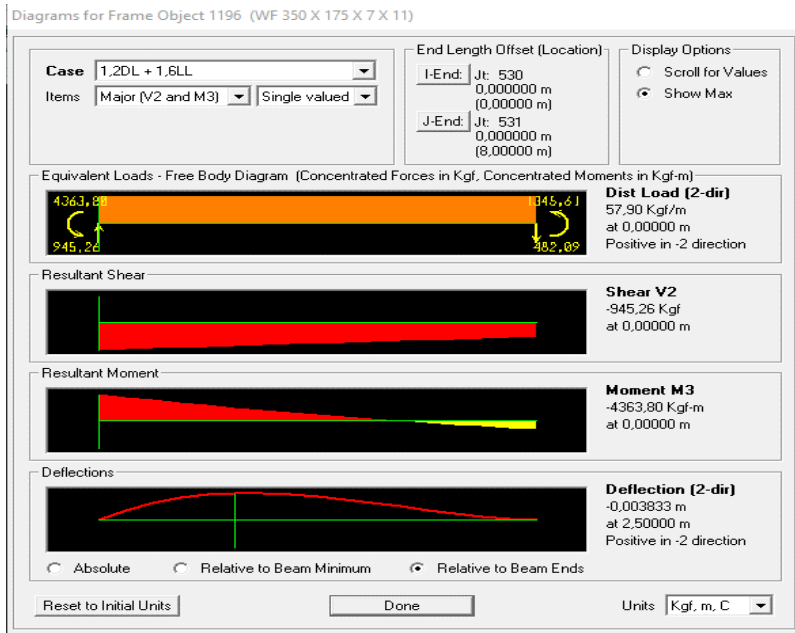 Diagrams for Frame Object 1196 (WF 350 X 175 X 7 X 11)
Case 1,2DL + 1,6LL
Items Major (V2 and M3) Single valued
End Length Offset (Location)
I-End: Jt: 530
0,000000 m
(0,00000 m)
J-End: Jt: 531
0,000000 m
(8,00000 m)
Display Options
Scroll for Values
Show Max
Equivalent Loads - Free Body Diagram (Concentrated Forces in Kgf, Concentrated Moments in Kgf-m)
4363,80
1345,61
945,26
482,09
Dist Load (2-dir)
57,90 Kgf/m
at 0,00000 m
Positive in -2 direction
Resultant Shear
Shear V2
-945,26 Kgf
at 0,00000 m
Resultant Moment
Moment M3
-4363,80 Kgf-m
at 0,00000 m
Deflections
Deflection (2-dir)
-0,003833 m
at 2,50000 m
Positive in -2 direction
Absolute Relative to Beam Minimum Relative to Beam Ends
Reset to Initial Units Done Units Kgf, m, C